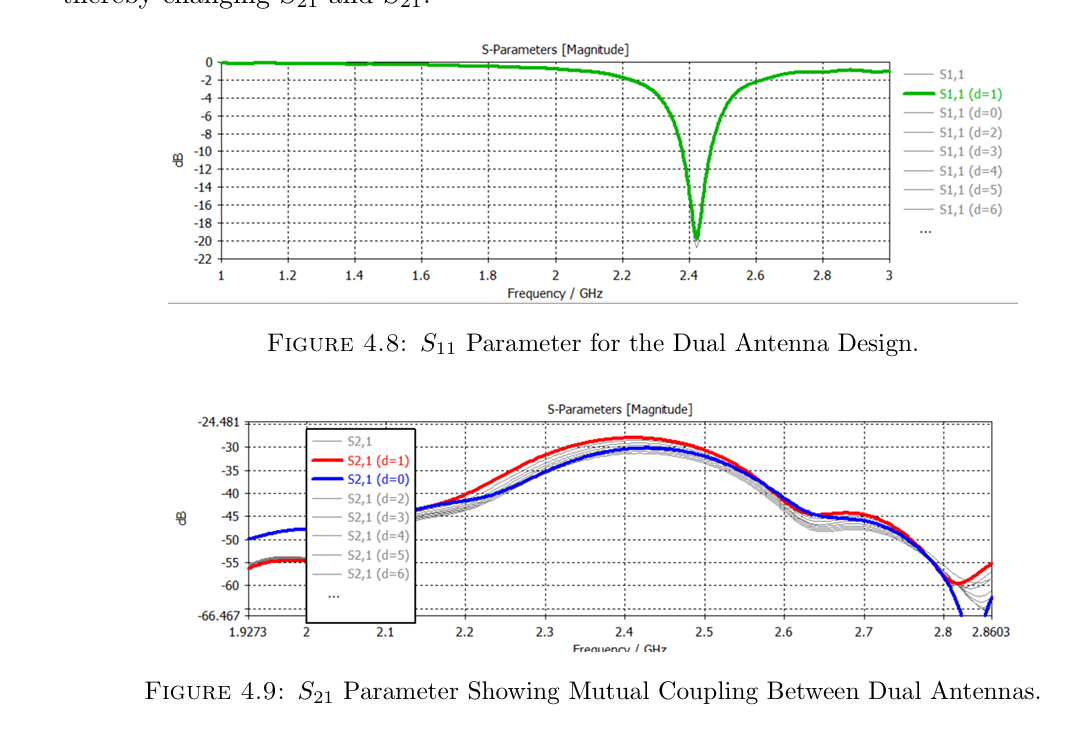 thereby changing S21 and S21.
S-Parameters [Magnitude]
0
-2
-4
-6
-8
-10
-12
-14
-16
-18
-20
-22
dB
1
1.2
1.4
1.6
1.8
2
2.2
2.4
2.6
2.8
3
Frequency / GHz
S1,1
S1,1 (d=1)
S1,1 (d=0)
S1,1 (d=2)
S1,1 (d=3)
S1,1 (d=4)
S1,1 (d=5)
S1,1 (d=6)
...
FIGURE 4.8: S11 Parameter for the Dual Antenna Design.
S-Parameters [Magnitude]
-24.481
-30
-35
-40
-45
-50
-55
-60
-66.467
dB
S2,1
S2,1 (d=1)
S2,1 (d=0)
S2,1 (d=2)
S2,1 (d=3)
S2,1 (d=4)
S2,1 (d=5)
S2,1 (d=6)
...
1.9273
2
2.1
2.2
2.3
2.4
2.5
2.6
2.7
2.8
2.8603
Frequency / GHz
FIGURE 4.9: S21 Parameter Showing Mutual Coupling Between Dual Antennas.